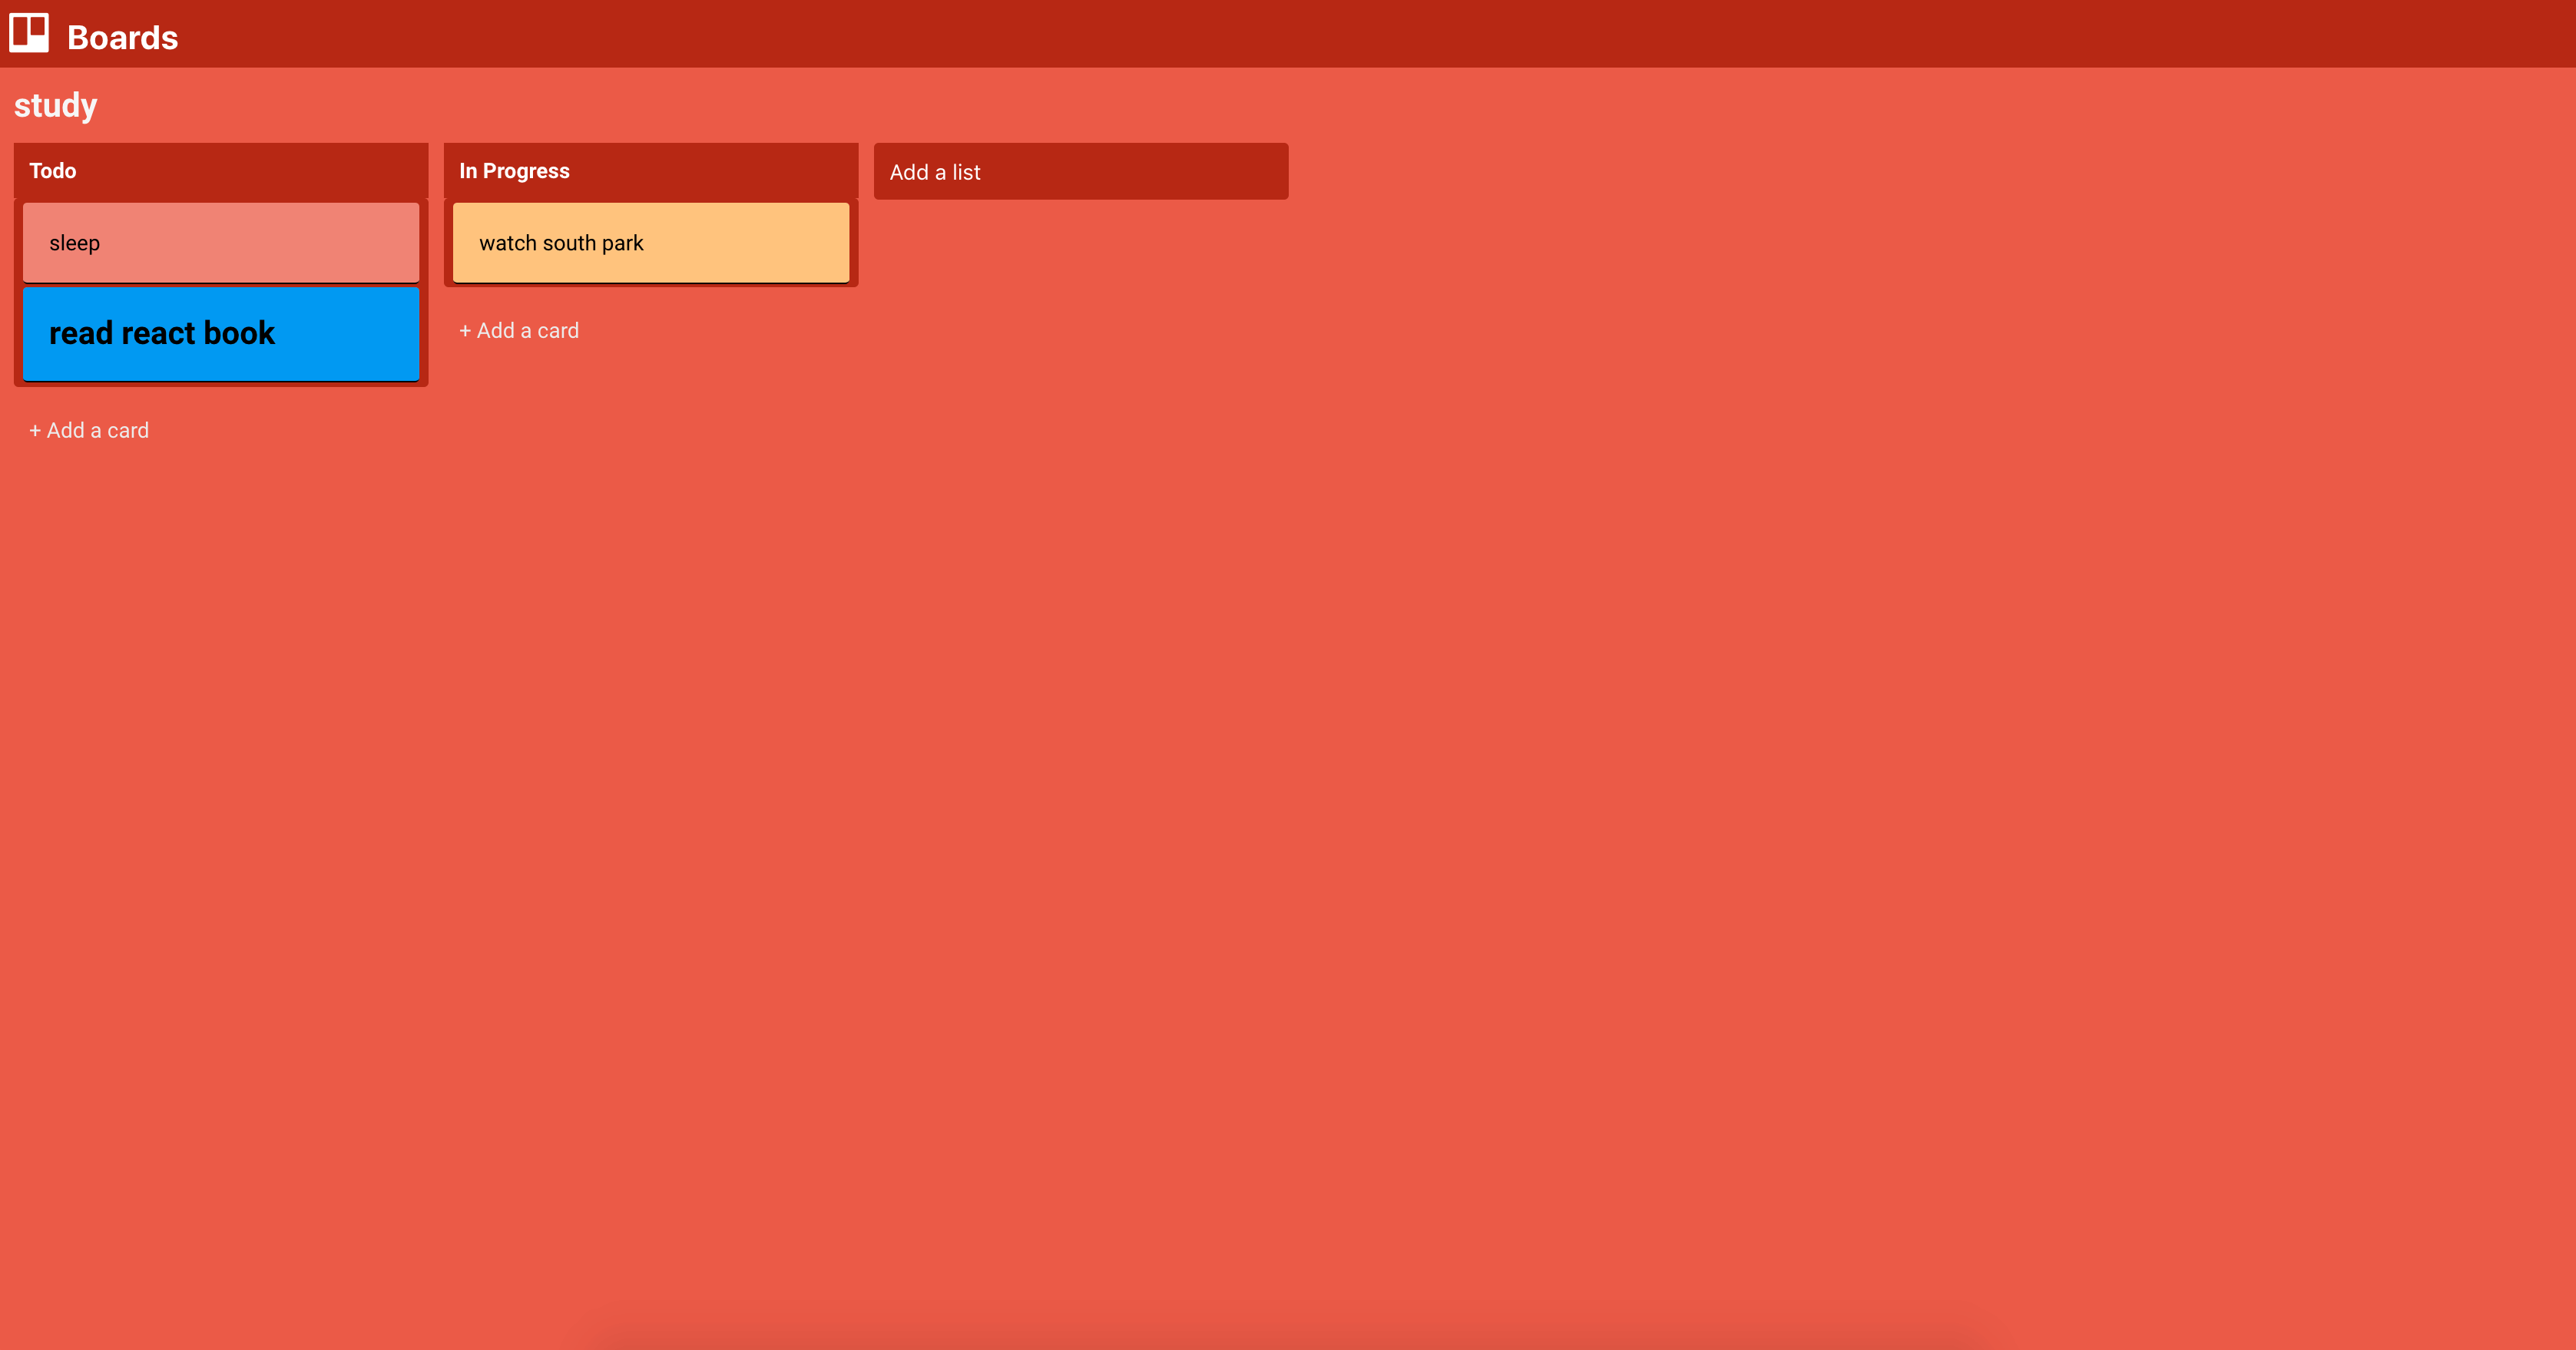 Boards
study
Todo
sleep
read react book
+ Add a card
In Progress
watch south park
+ Add a card
Add a list